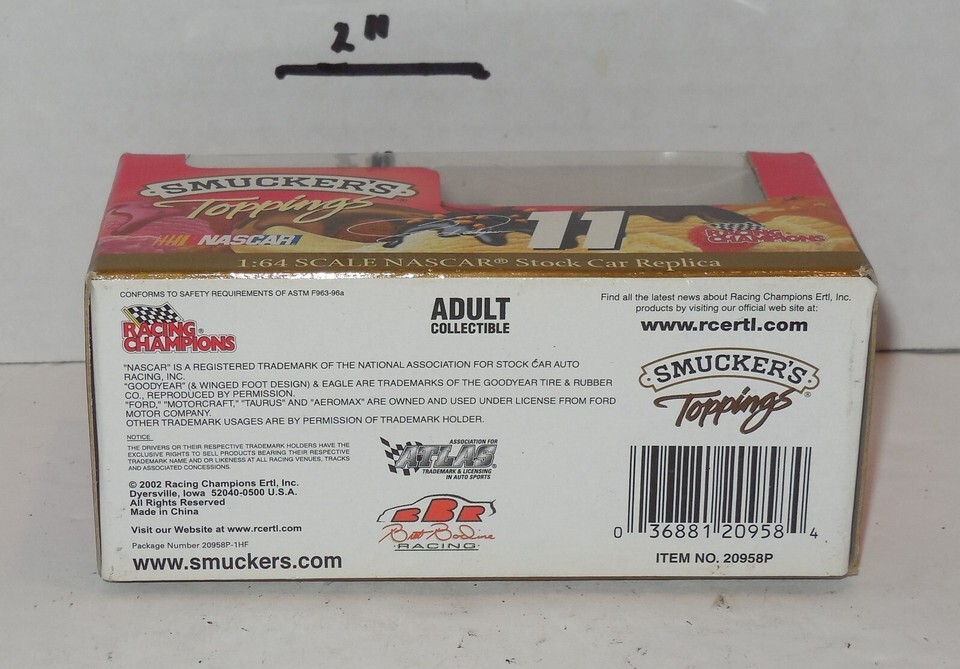 2"
SMUCKER'S
Toppings
NASCAR
11
RACING CHAMPIONS
1:64 SCALE NASCAR® Stock Car Replica
CONFORMS TO SAFETY REQUIREMENTS OF ASTM F963-96a
RACING
CHAMPIONS®
ADULT
COLLECTIBLE
Find all the latest news about Racing Champions Ertl, Inc.
products by visiting our official web site at:
www.rcertl.com
"NASCAR" IS A REGISTERED TRADEMARK OF THE NATIONAL ASSOCIATION FOR STOCK CAR AUTO
RACING, INC.
"GOODYEAR" (& WINGED FOOT DESIGN) & EAGLE ARE TRADEMARKS OF THE GOODYEAR TIRE & RUBBER
CO., REPRODUCED BY PERMISSION.
"FORD," "MOTORCRAFT," "TAURUS" AND "AEROMAX" ARE OWNED AND USED UNDER LICENSE FROM FORD
MOTOR COMPANY.
OTHER TRADEMARK USAGES ARE BY PERMISSION OF TRADEMARK HOLDER.
SMUCKER'S®
Toppings
NOTICE
THE DRIVERS OR THEIR RESPECTIVE TRADEMARK HOLDERS HAVE THE
EXCLUSIVE RIGHTS TO SELL PRODUCTS BEARING THEIR RESPECTIVE
TRADEMARK NAME AND OR LIKENESS AT ALL RACING VENUES, TRACKS
AND ASSOCIATED CONCESSIONS.
ASSOCIATION FOR
ATLAS
TRADEMARK & LICENSING
IN AUTO SPORTS
© 2002 Racing Champions Ertl, Inc.
Dyersville, Iowa 52040-0500 U.S.A.
All Rights Reserved
Made in China
BBR
Brett Bodine
RACING
Visit our Website at www.rcertl.com
Package Number 20958P-1HF
www.smuckers.com
0 36881 20958 4
ITEM NO. 20958P